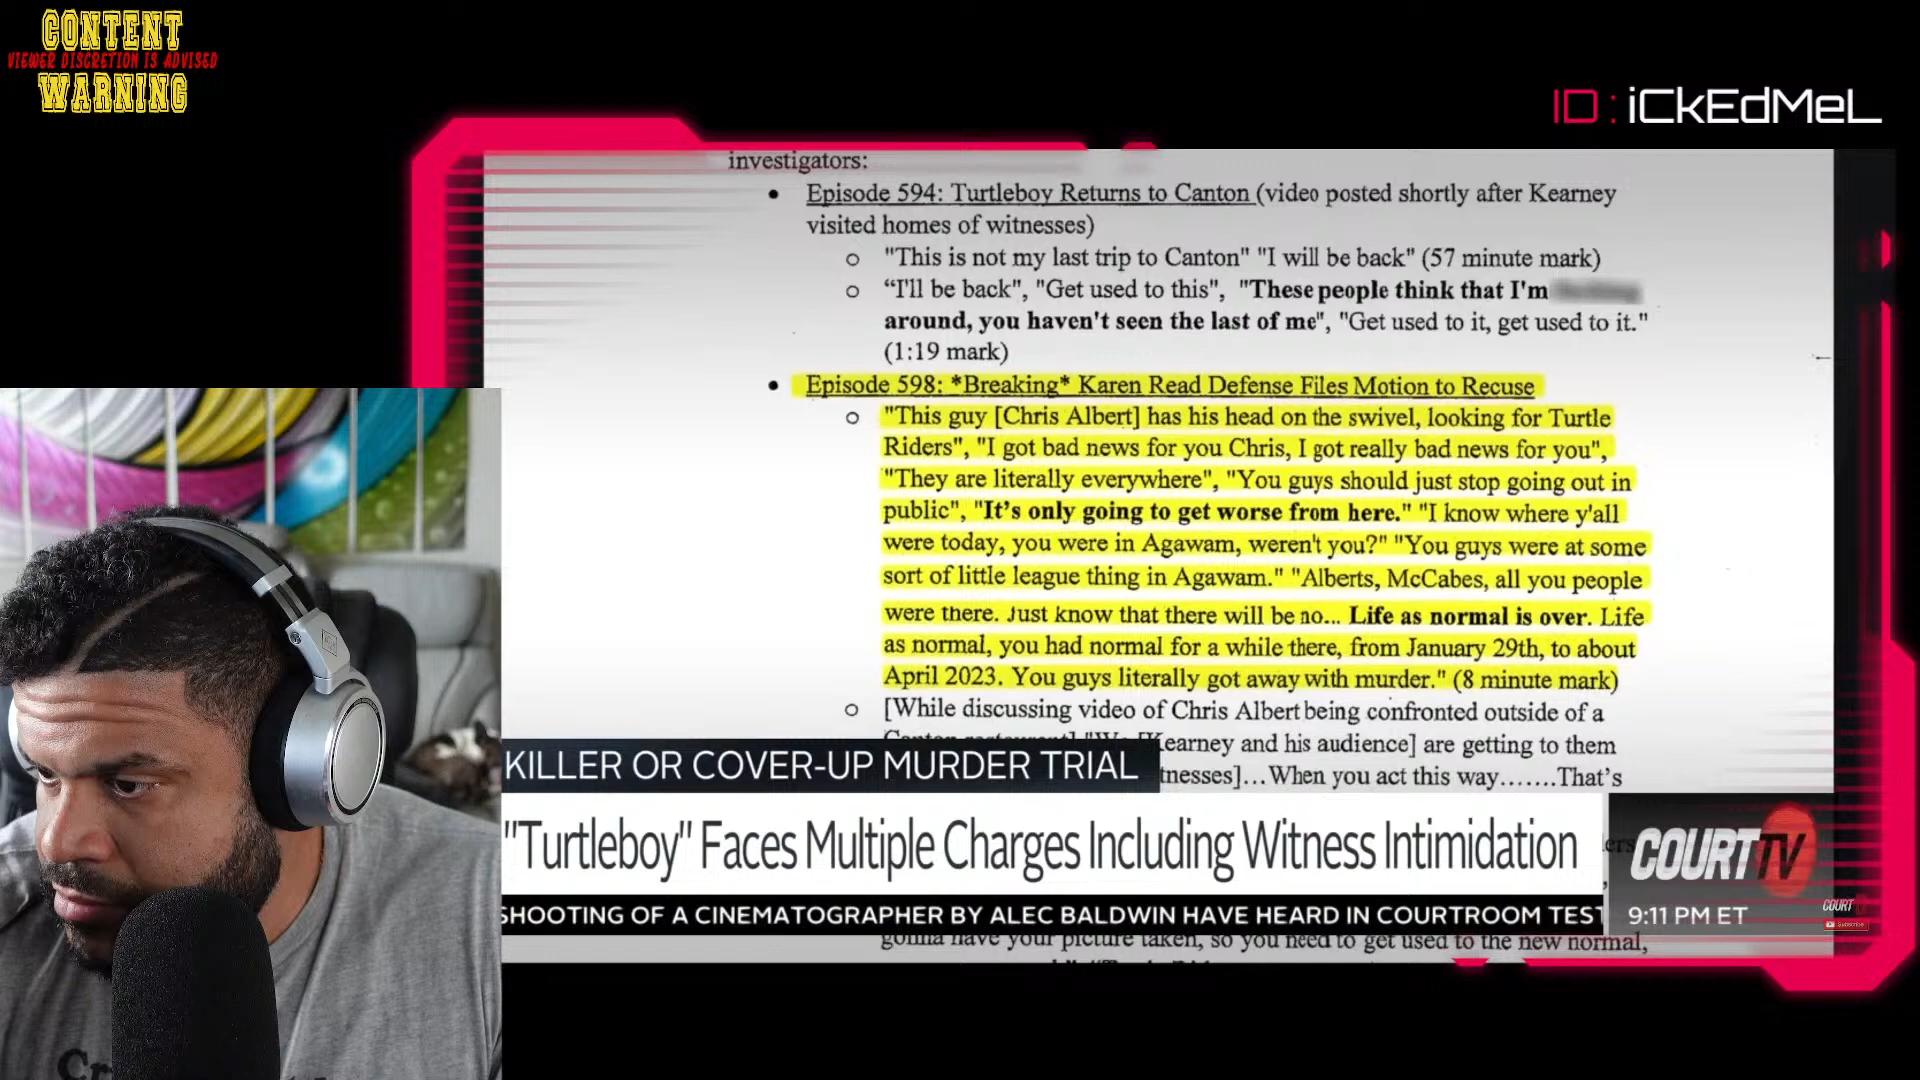 CONTENT
VIEWER DISCRETION IS ADVISED
WARNING
ID : iCkEdMeL
investigators:
• Episode 594: Turtleboy Returns to Canton (video posted shortly after Kearney
visited homes of witnesses)
o "This is not my last trip to Canton" "I will be back" (57 minute mark)
o “I'll be back", "Get used to this", "These people think that I'm
around, you haven't seen the last of me", "Get used to it, get used to it."
(1:19 mark)
• Episode 598: *Breaking* Karen Read Defense Files Motion to Recuse
o "This guy [Chris Albert] has his head on the swivel, looking for Turtle
Riders", "I got bad news for you Chris, I got really bad news for you",
"They are literally everywhere", "You guys should just stop going out in
public", "It’s only going to get worse from here." "I know where y'all
were today, you were in Agawam, weren't you?" "You guys were at some
sort of little league thing in Agawam." "Alberts, McCabes, all you people
were there. Just know that there will be no... Life as normal is over. Life
as normal, you had normal for a while there, from January 29th, to about
April 2023. You guys literally got away with murder." (8 minute mark)
o [While discussing video of Chris Albert being confronted outside of a
[Kearney and his audience] are getting to them
tnesses]…When you act this way…….That’s
KILLER OR COVER-UP MURDER TRIAL
"Turtleboy" Faces Multiple Charges Including Witness Intimidation
COURT TV
SHOOTING OF A CINEMATOGRAPHER BY ALEC BALDWIN HAVE HEARD IN COURTROOM TEST
9:11 PM ET
COURT TV
Subscribe
gonna have your picture taken, so you need to get used to the new normal,